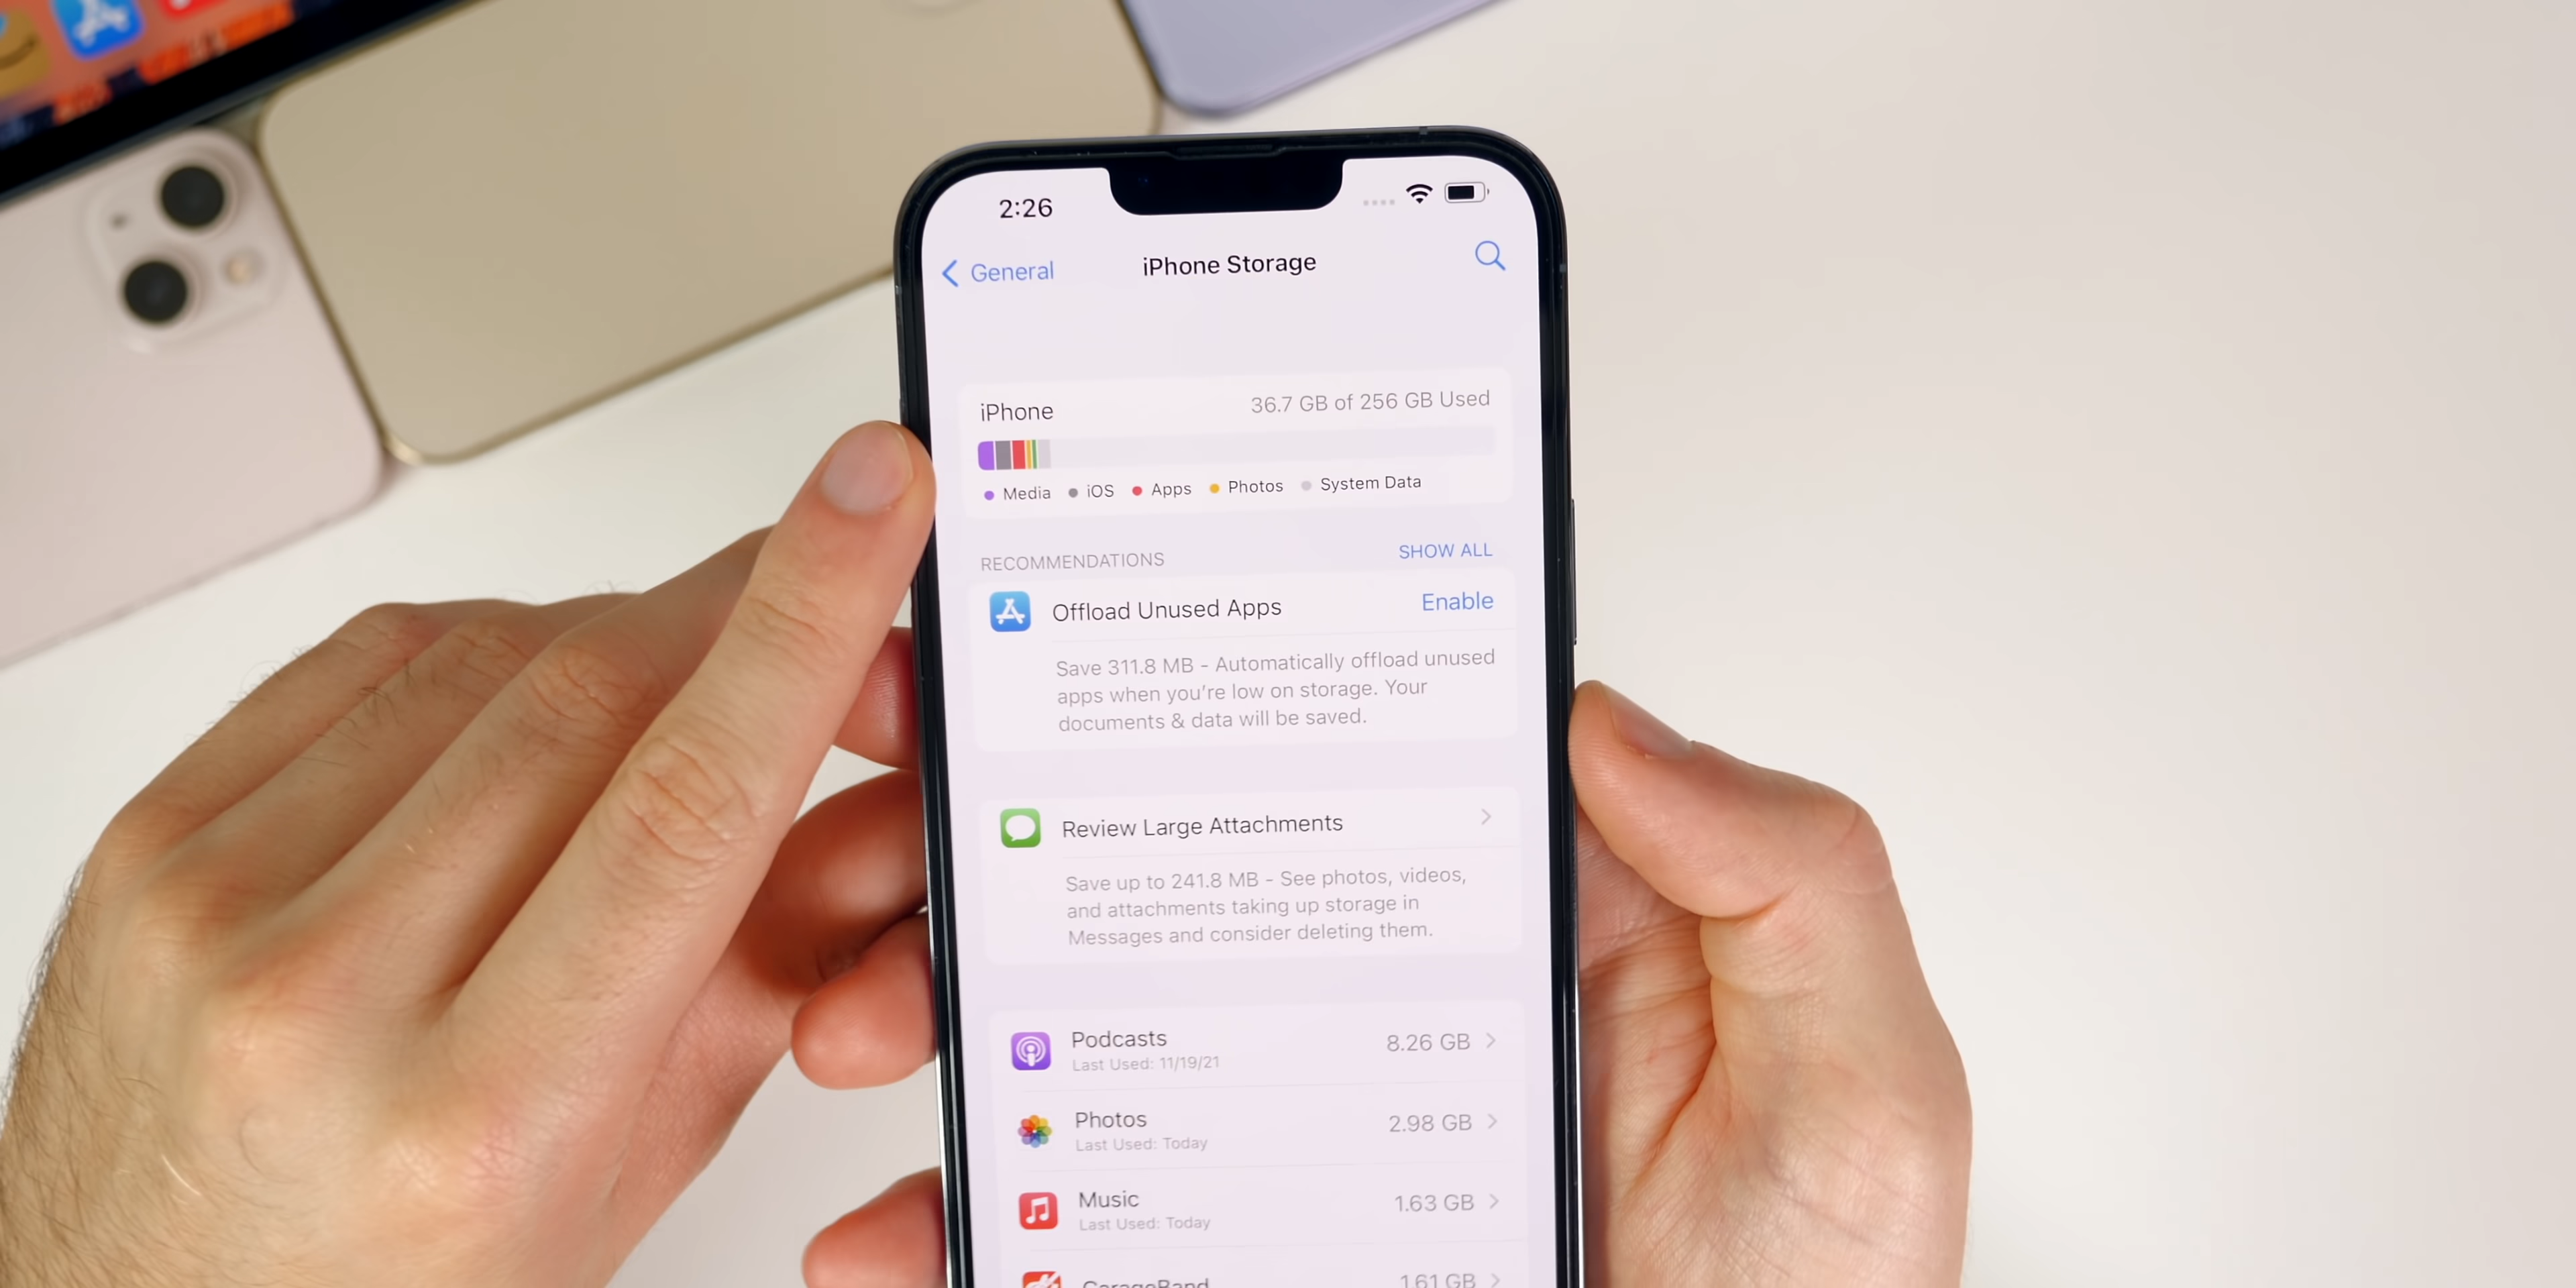 2:26
General
iPhone Storage
iPhone
36.7 GB of 256 GB Used
Media
iOS
Apps
Photos
System Data
RECOMMENDATIONS
SHOW ALL
Offload Unused Apps
Enable
Save 311.8 MB - Automatically offload unused
apps when you're low on storage. Your
documents & data will be saved.
Review Large Attachments
Save up to 241.8 MB - See photos, videos,
and attachments taking up storage in
Messages and consider deleting them.
Podcasts
8.26 GB
Last Used: 11/19/21
Photos
2.98 GB
Last Used: Today
Music
1.63 GB
Last Used: Today
GarageBand
1.61 GB